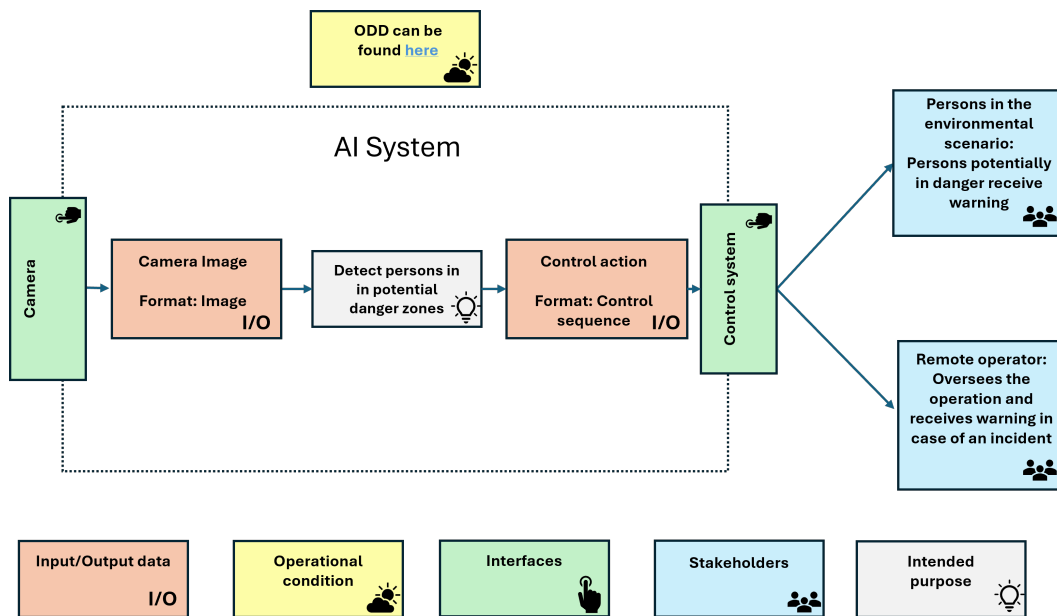 ODD can be
found here
AI System
Camera
Camera Image
Format: Image
I/O
Detect persons in
in potential
danger zones
Control action
Format: Control
sequence
I/O
Control system
Persons in the
environmental
scenario:
Persons potentially
in danger receive
warning
Remote operator:
Oversees the
operation and
receives warning in
case of an incident
Input/Output data
I/O
Operational
condition
Interfaces
Stakeholders
Intended
purpose